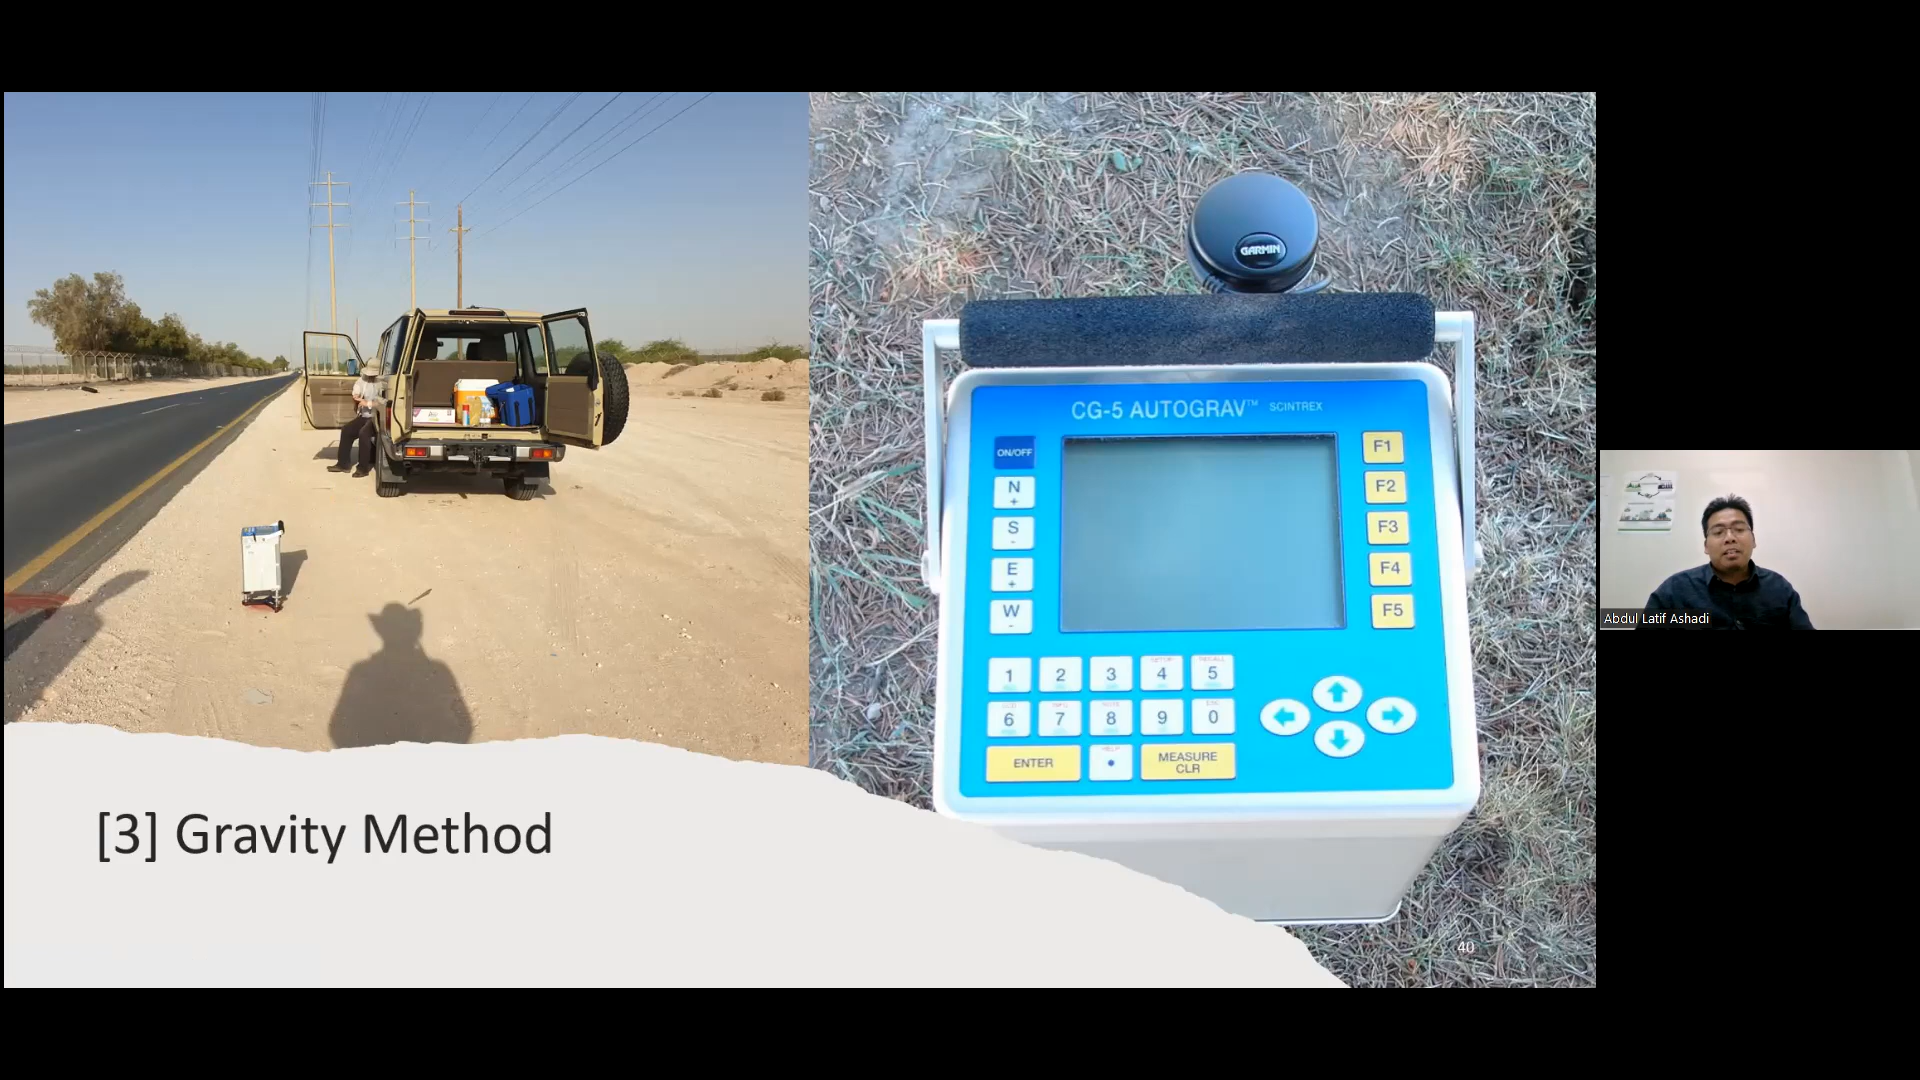 [3] Gravity Method
GARMIN
CG-5 AUTOGRAV™ SCINTREX
ON/OFF
F1
N
+
F2
S
-
F3
E
+
F4
W
-
F5
1 2 3 4 5
6 7 8 9 0
ENTER
HELP
MEASURE
CLR
40
Abdul Latif Ashadi